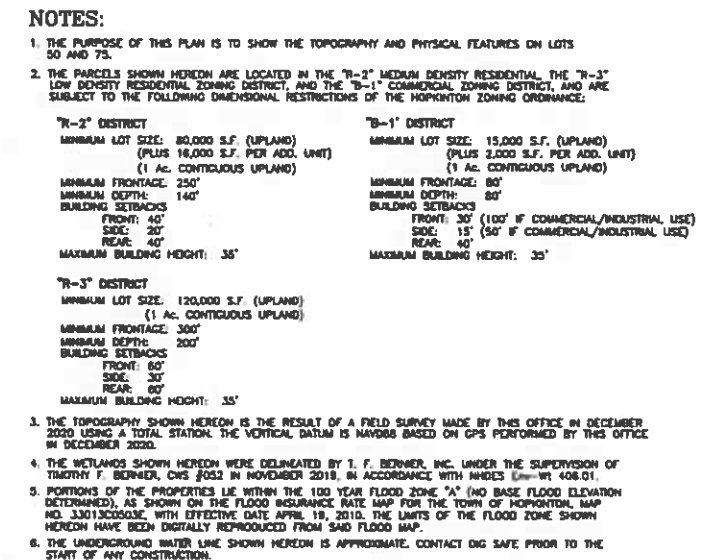 NOTES:
1. THE PURPOSE OF THIS PLAN IS TO SHOW THE TOPOGRAPHY AND PHYSICAL FEATURES ON LOTS
50 AND 75.
2. THE PARCELS SHOWN HEREON ARE LOCATED IN THE "R-2" MEDIUM DENSITY RESIDENTIAL, THE "R-3"
LOW DENSITY RESIDENTIAL ZONING DISTRICT, AND THE "B-1" COMMERCIAL ZONING DISTRICT, AND ARE
SUBJECT TO THE FOLLOWING DIMENSIONAL RESTRICTIONS OF THE HOPKINTON ZONING ORDINANCE:
"R-2" DISTRICT
MINIMUM LOT SIZE: 80,000 S.F. (UPLAND)
(PLUS 16,000 S.F. PER ADD. UNIT)
(1 Ac. CONTIGUOUS UPLAND)
MINIMUM FRONTAGE: 250'
MINIMUM DEPTH: 140'
BUILDING SETBACKS
FRONT: 40'
SIDE: 20'
REAR: 40'
MAXIMUM BUILDING HEIGHT: 35'
"B-1" DISTRICT
MINIMUM LOT SIZE: 15,000 S.F. (UPLAND)
(PLUS 2,000 S.F. PER ADD. UNIT)
(1 Ac. CONTIGUOUS UPLAND)
MINIMUM FRONTAGE: 80'
MINIMUM DEPTH: 80'
BUILDING SETBACKS
FRONT: 30' (100' IF COMMERCIAL/INDUSTRIAL USE)
SIDE: 15' (50' IF COMMERCIAL/INDUSTRIAL USE)
REAR: 40'
MAXIMUM BUILDING HEIGHT: 35'
"R-3" DISTRICT
MINIMUM LOT SIZE: 120,000 S.F. (UPLAND)
(1 Ac. CONTIGUOUS UPLAND)
MINIMUM FRONTAGE: 300'
MINIMUM DEPTH: 200'
BUILDING SETBACKS
FRONT: 60'
SIDE: 30'
REAR: 60'
MAXIMUM BUILDING HEIGHT: 35'
3. THE TOPOGRAPHY SHOWN HEREON IS THE RESULT OF A FIELD SURVEY MADE BY THIS OFFICE IN DECEMBER
2020 USING A TOTAL STATION. THE VERTICAL DATUM IS NAVD88 BASED ON GPS PERFORMED BY THIS OFFICE
IN DECEMBER 2020.
4. THE WETLANDS SHOWN HEREON WERE DELINEATED BY T. F. BERNIER, INC. UNDER THE SUPERVISION OF
TIMOTHY F. BERNIER, CWS #052 IN NOVEMBER 2019, IN ACCORDANCE WITH NHDES Env-Wt 406.01.
5. PORTIONS OF THE PROPERTIES LIE WITHIN THE 100 YEAR FLOOD ZONE "A" (NO BASE FLOOD ELEVATION
DETERMINED), AS SHOWN ON THE FLOOD INSURANCE RATE MAP FOR THE TOWN OF HOPKINTON, MAP
NO. 33013C0503E, WITH EFFECTIVE DATE APRIL 19, 2010. THE LIMITS OF THE FLOOD ZONE SHOWN
HEREON HAVE BEEN DIGITALLY REPRODUCED FROM SAID FLOOD MAP.
6. THE UNDERGROUND WATER LINE SHOWN HEREON IS APPROXIMATE. CONTACT DIG SAFE PRIOR TO THE
START OF ANY CONSTRUCTION.